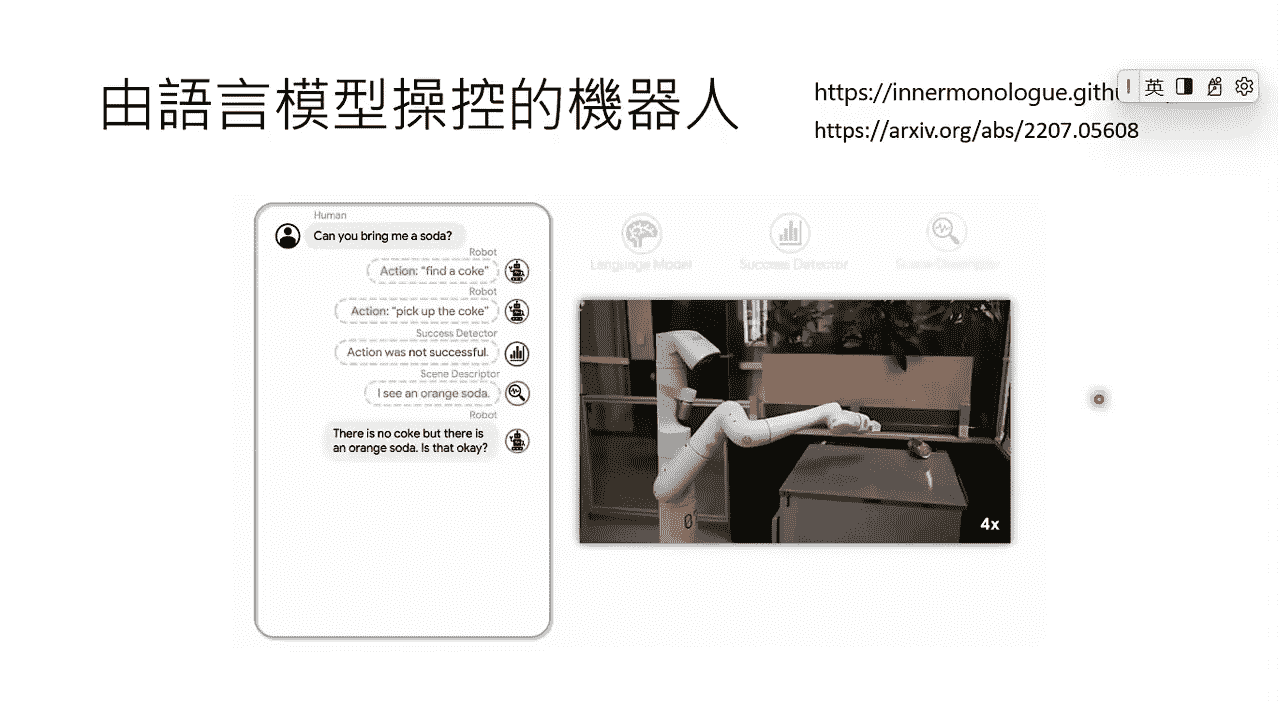 由語言模型操控的機器人
https://innermonologue.githu
英
https://arxiv.org/abs/2207.05608
Human
Can you bring me a soda?
Robot
Action: “find a coke”
Robot
Action: “pick up the coke”
Success Detector
Action was not successful.
Scene Descriptor
I see an orange soda.
Robot
There is no coke but there is
an orange soda. Is that okay?
Language Model
Success Detector
Scene Descriptor
0
4x